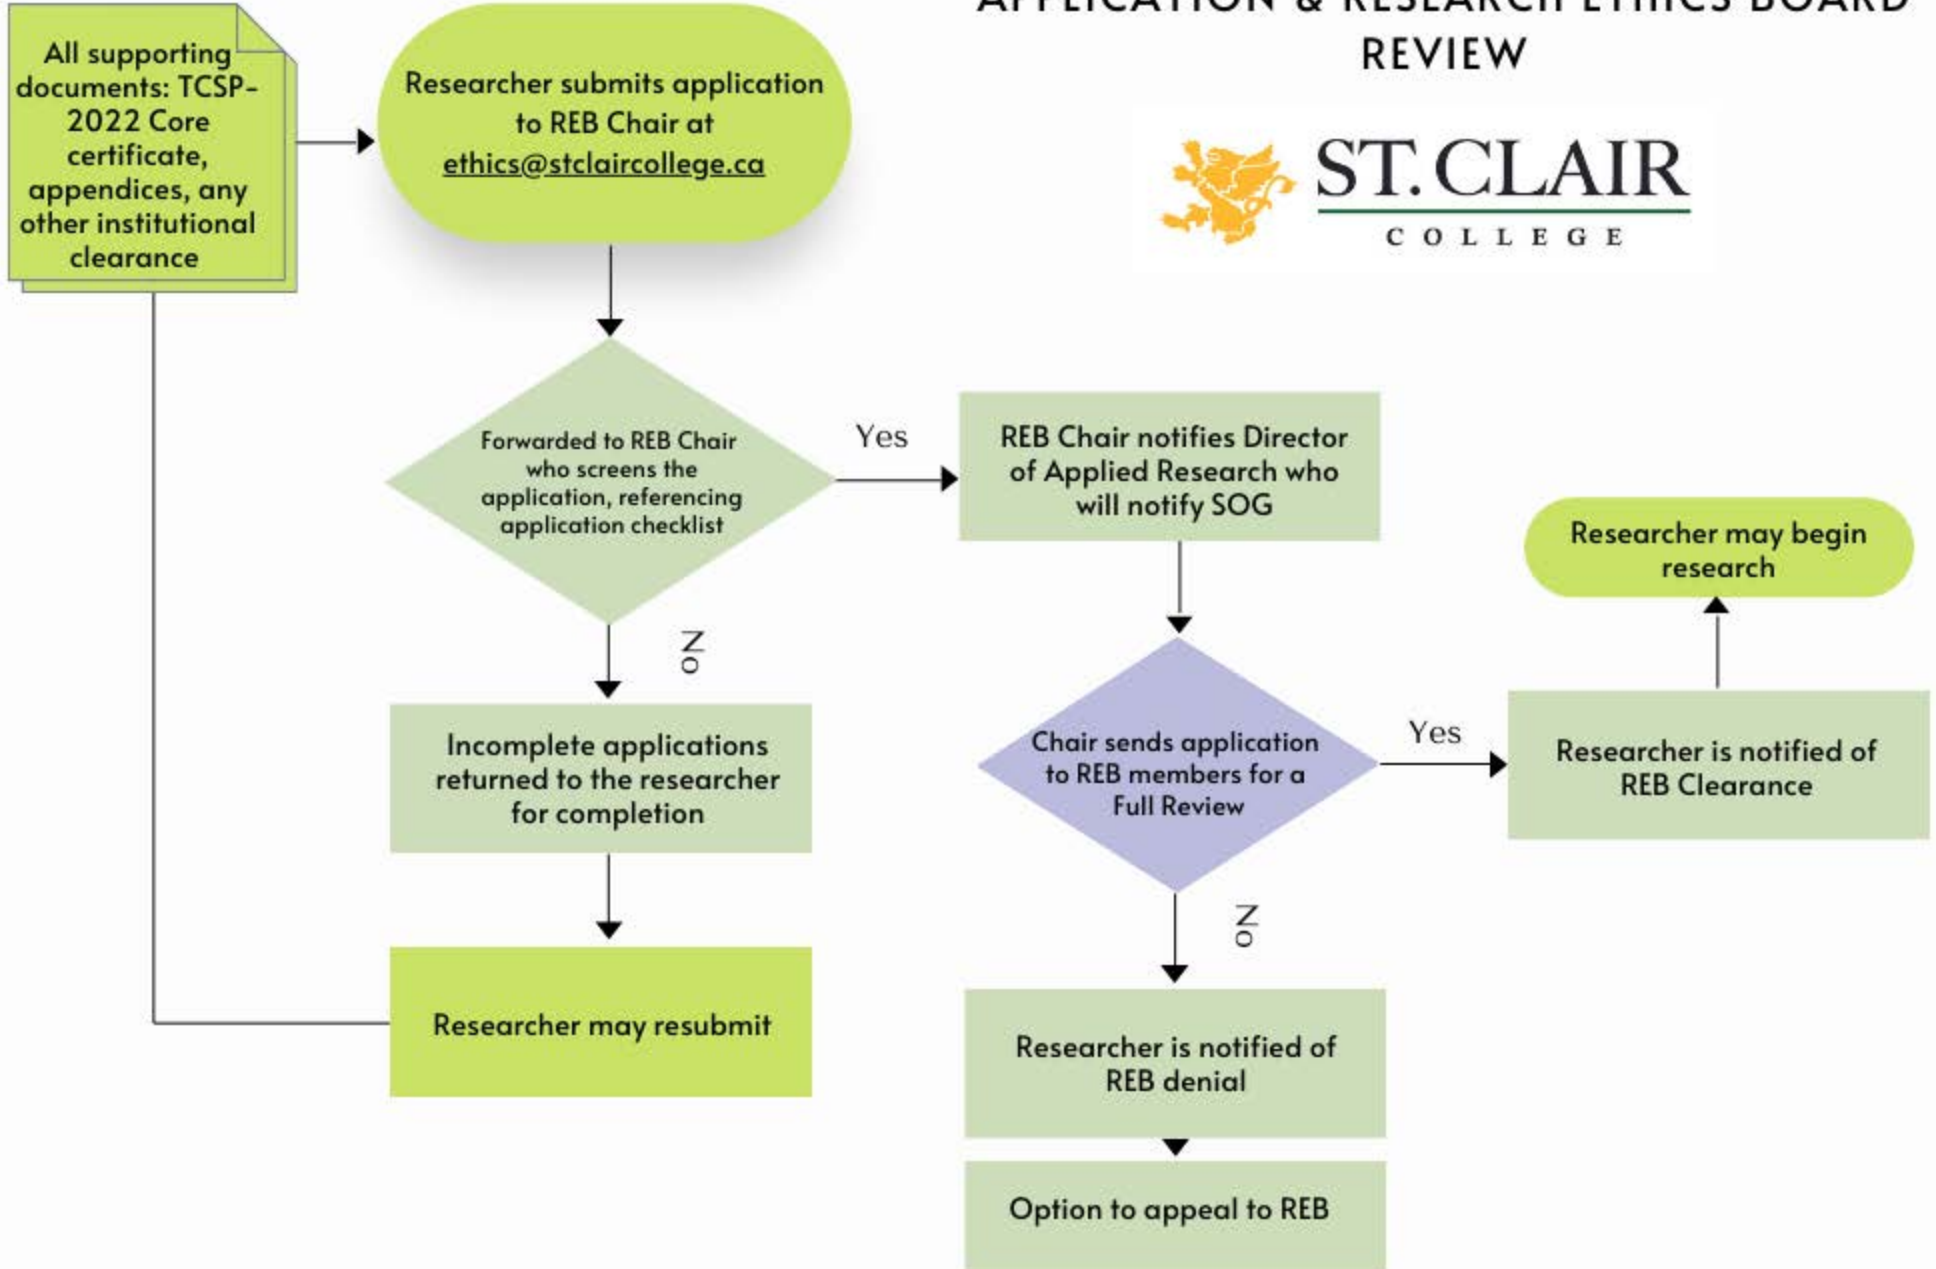 APPLICATION & RESEARCH ETHICS BOARD
REVIEW
ST. CLAIR
COLLEGE
All supporting
documents: TCSP-
2022 Core
certificate,
appendices, any
other institutional
clearance
Researcher submits application
to REB Chair at
ethics@stclaircollege.ca
Forwarded to REB Chair
who screens the
application, referencing
application checklist
Yes
REB Chair notifies Director
of Applied Research who
will notify SOG
Researcher may begin
research
No
Incomplete applications
returned to the researcher
for completion
Chair sends application
to REB members for a
Full Review
Yes
Researcher is notified of
REB Clearance
No
Researcher may resubmit
Researcher is notified of
REB denial
Option to appeal to REB